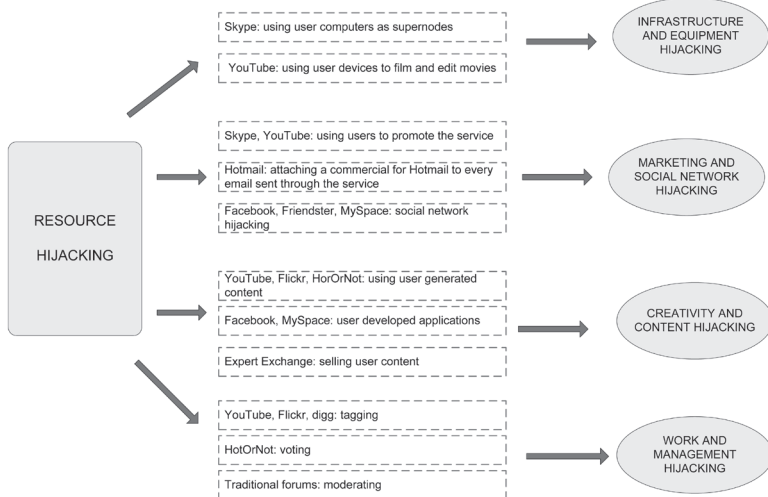 Skype: using user computers as supernodes
YouTube: using user devices to film and edit movies
INFRASTRUCTURE
AND EQUIPMENT
HIJACKING
RESOURCE
HIJACKING
Skype, YouTube: using users to promote the service
Hotmail: attaching a commercial for Hotmail to every
email sent through the service
Facebook, Friendster, MySpace: social network
hijacking
MARKETING AND
SOCIAL NETWORK
HIJACKING
YouTube, Flickr, HorOrNot: using user generated
content
Facebook, MySpace: user developed applications
Expert Exchange: selling user content
CREATIVITY AND
CONTENT HIJACKING
YouTube, Flickr, digg: tagging
HotOrNot: voting
Traditional forums: moderating
WORK AND
MANAGEMENT
HIJACKING